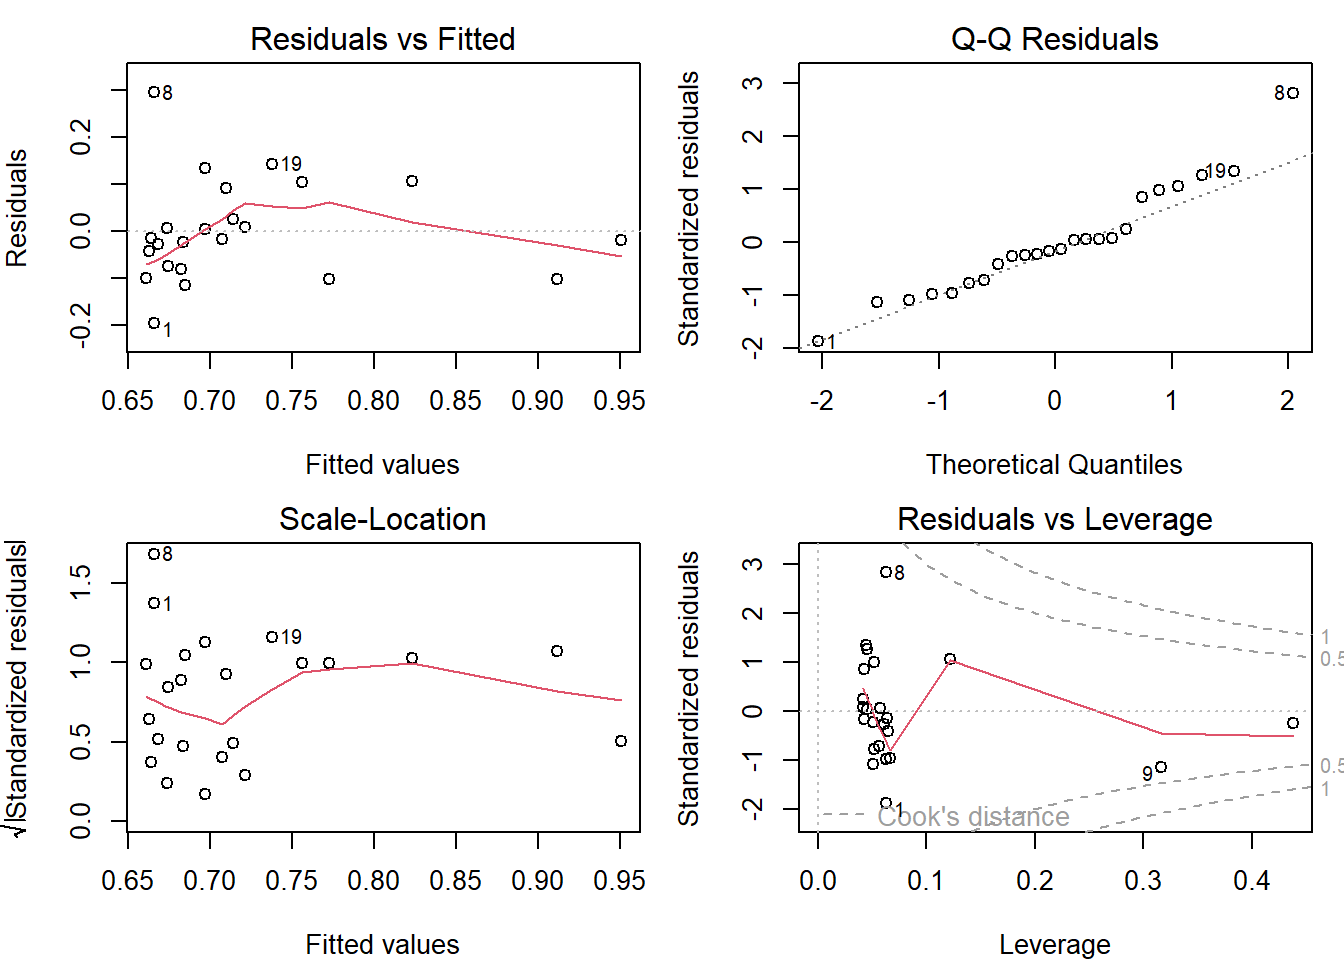 Residuals vs Fitted
Residuals
0.2
0.0
-0.2
8
19
1
0.65 0.70 0.75 0.80 0.85 0.90 0.95
Fitted values
Q-Q Residuals
Standardized residuals
3
2
1
0
-1
-2
8
19
1
-2 -1 0 1 2
Theoretical Quantiles
Scale-Location
√|Standardized residuals|
1.5
1.0
0.5
0.0
8
1
19
0.65 0.70 0.75 0.80 0.85 0.90 0.95
Fitted values
Residuals vs Leverage
Standardized residuals
3
2
1
0
-1
-2
8
9
1
Cook's distance
1
0.5
0.5
1
0.0 0.1 0.2 0.3 0.4
Leverage